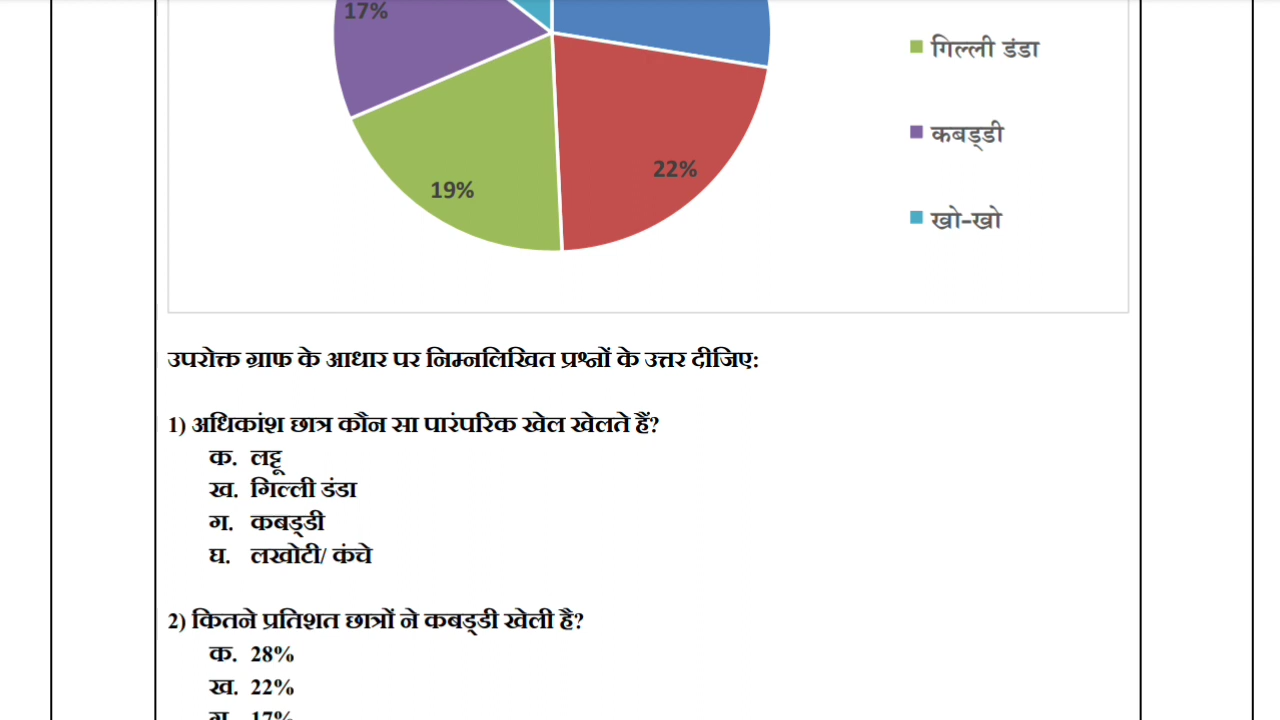 17%
गिल्ली डंडा
कबड्डी
22%
19%
खो-खो
उपरोक्त ग्राफ के आधार पर निम्नलिखित प्रश्नों के उत्तर दीजिए:
1) अधिकांश छात्र कौन सा पारंपरिक खेल खेलते हैं?
क. लट्टू
ख. गिल्ली डंडा
ग. कबड्डी
घ. लखोटी/ कंचे
2) कितने प्रतिशत छात्रों ने कबड्डी खेली है?
क. 28%
ख. 22%
ग. 17%